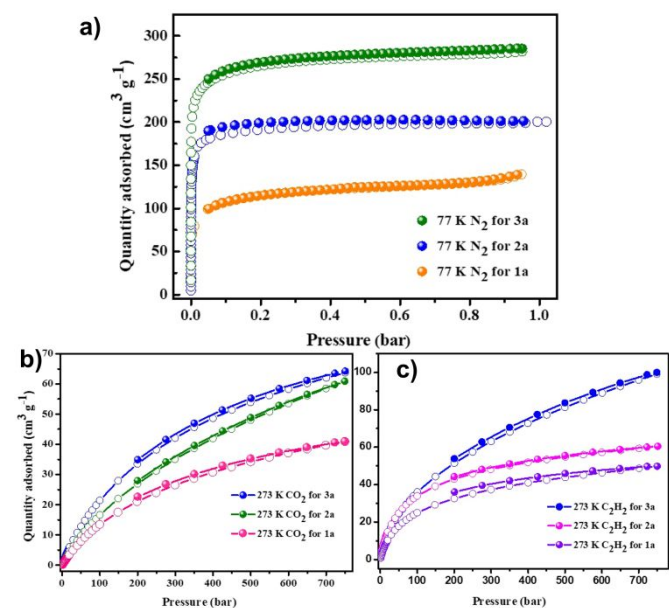 a)
Quantity adsorbed (cm³ g⁻¹)
300
250
200
150
100
50
0
77 K N₂ for 3a
77 K N₂ for 2a
77 K N₂ for 1a
0.0 0.2 0.4 0.6 0.8 1.0
Pressure (bar)
b)
Quantity adsorbed (cm³ g⁻¹)
70
60
50
40
30
20
10
0
273 K CO₂ for 3a
273 K CO₂ for 2a
273 K CO₂ for 1a
0 100 200 300 400 500 600 700
Pressure (bar)
c)
100
80
60
40
20
0
273 K C₂H₂ for 3a
273 K C₂H₂ for 2a
273 K C₂H₂ for 1a
0 100 200 300 400 500 600 700
Pressure (bar)